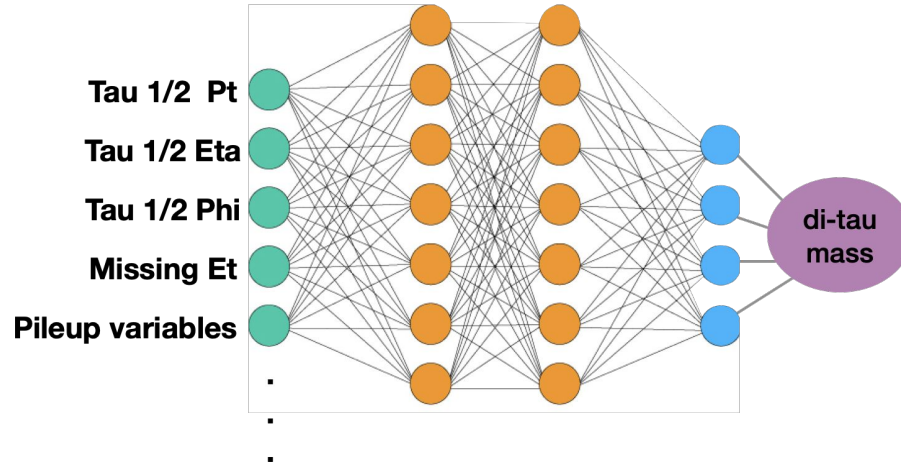 Tau 1/2 Pt
Tau 1/2 Eta
Tau 1/2 Phi
Missing Et
Pileup variables
.
.
.
di-tau
mass